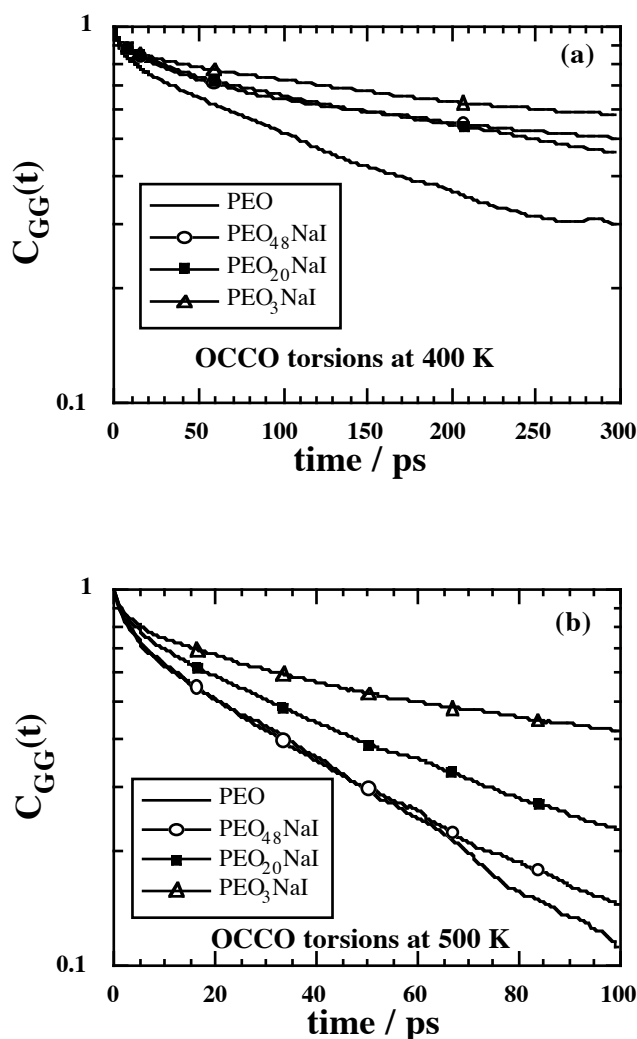 1
(a)
C_GG(t)
PEO
PEO₄₈NaI
PEO₂₀NaI
PEO₃NaI
OCCO torsions at 400 K
0.1
0 50 100 150 200 250 300
time / ps
1
(b)
C_GG(t)
PEO
PEO₄₈NaI
PEO₂₀NaI
PEO₃NaI
OCCO torsions at 500 K
0.1
0 20 40 60 80 100
time / ps